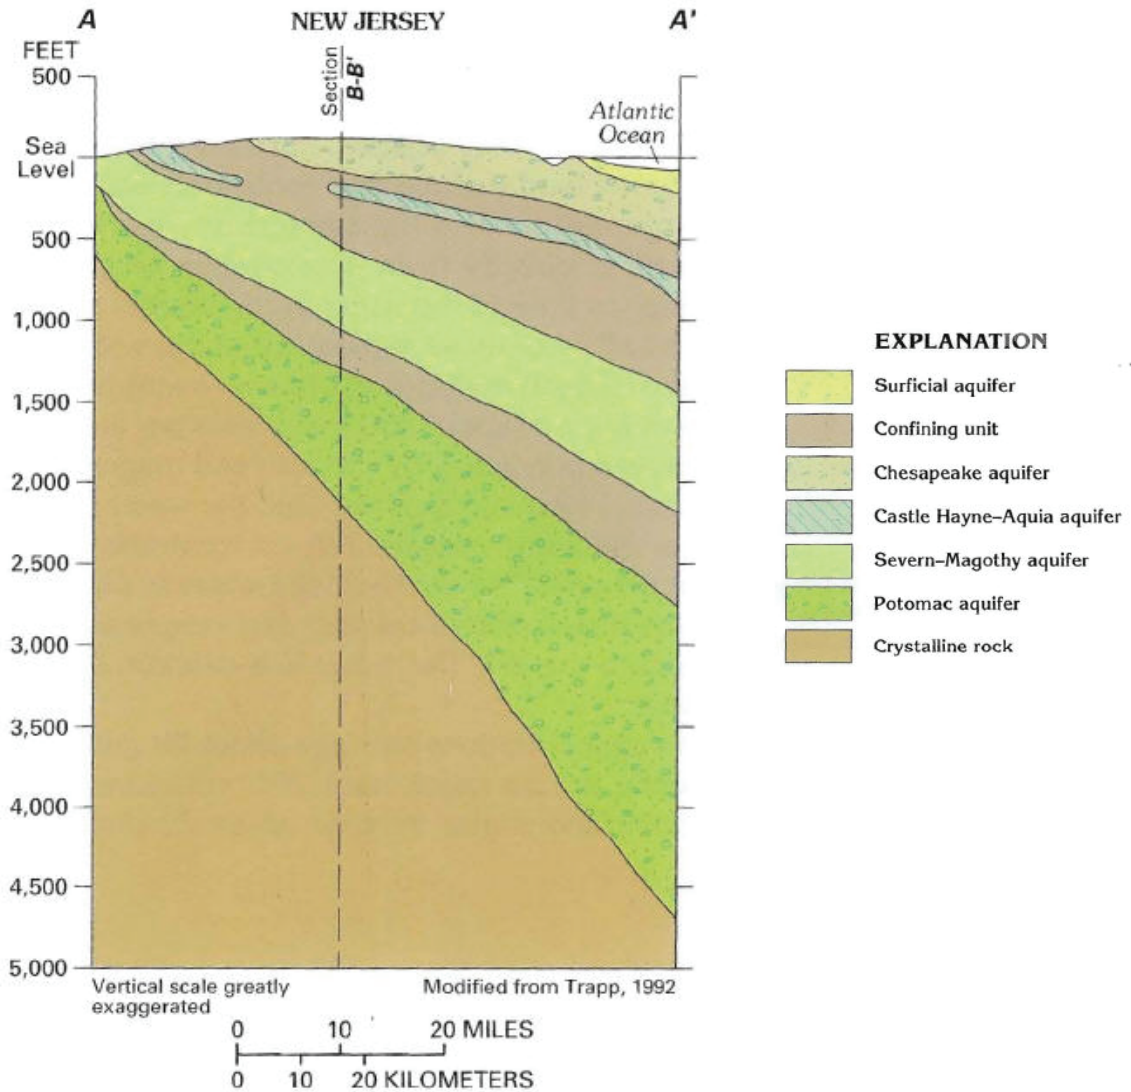 A
NEW JERSEY
A'
FEET
Section
B-B'
500
Atlantic
Ocean
Sea
Level
500
1,000
1,500
2,000
2,500
3,000
3,500
4,000
4,500
5,000
EXPLANATION
Surficial aquifer
Confining unit
Chesapeake aquifer
Castle Hayne–Aquia aquifer
Severn–Magothy aquifer
Potomac aquifer
Crystalline rock
Vertical scale greatly
exaggerated
Modified from Trapp, 1992
0 10 20 MILES
0 10 20 KILOMETERS